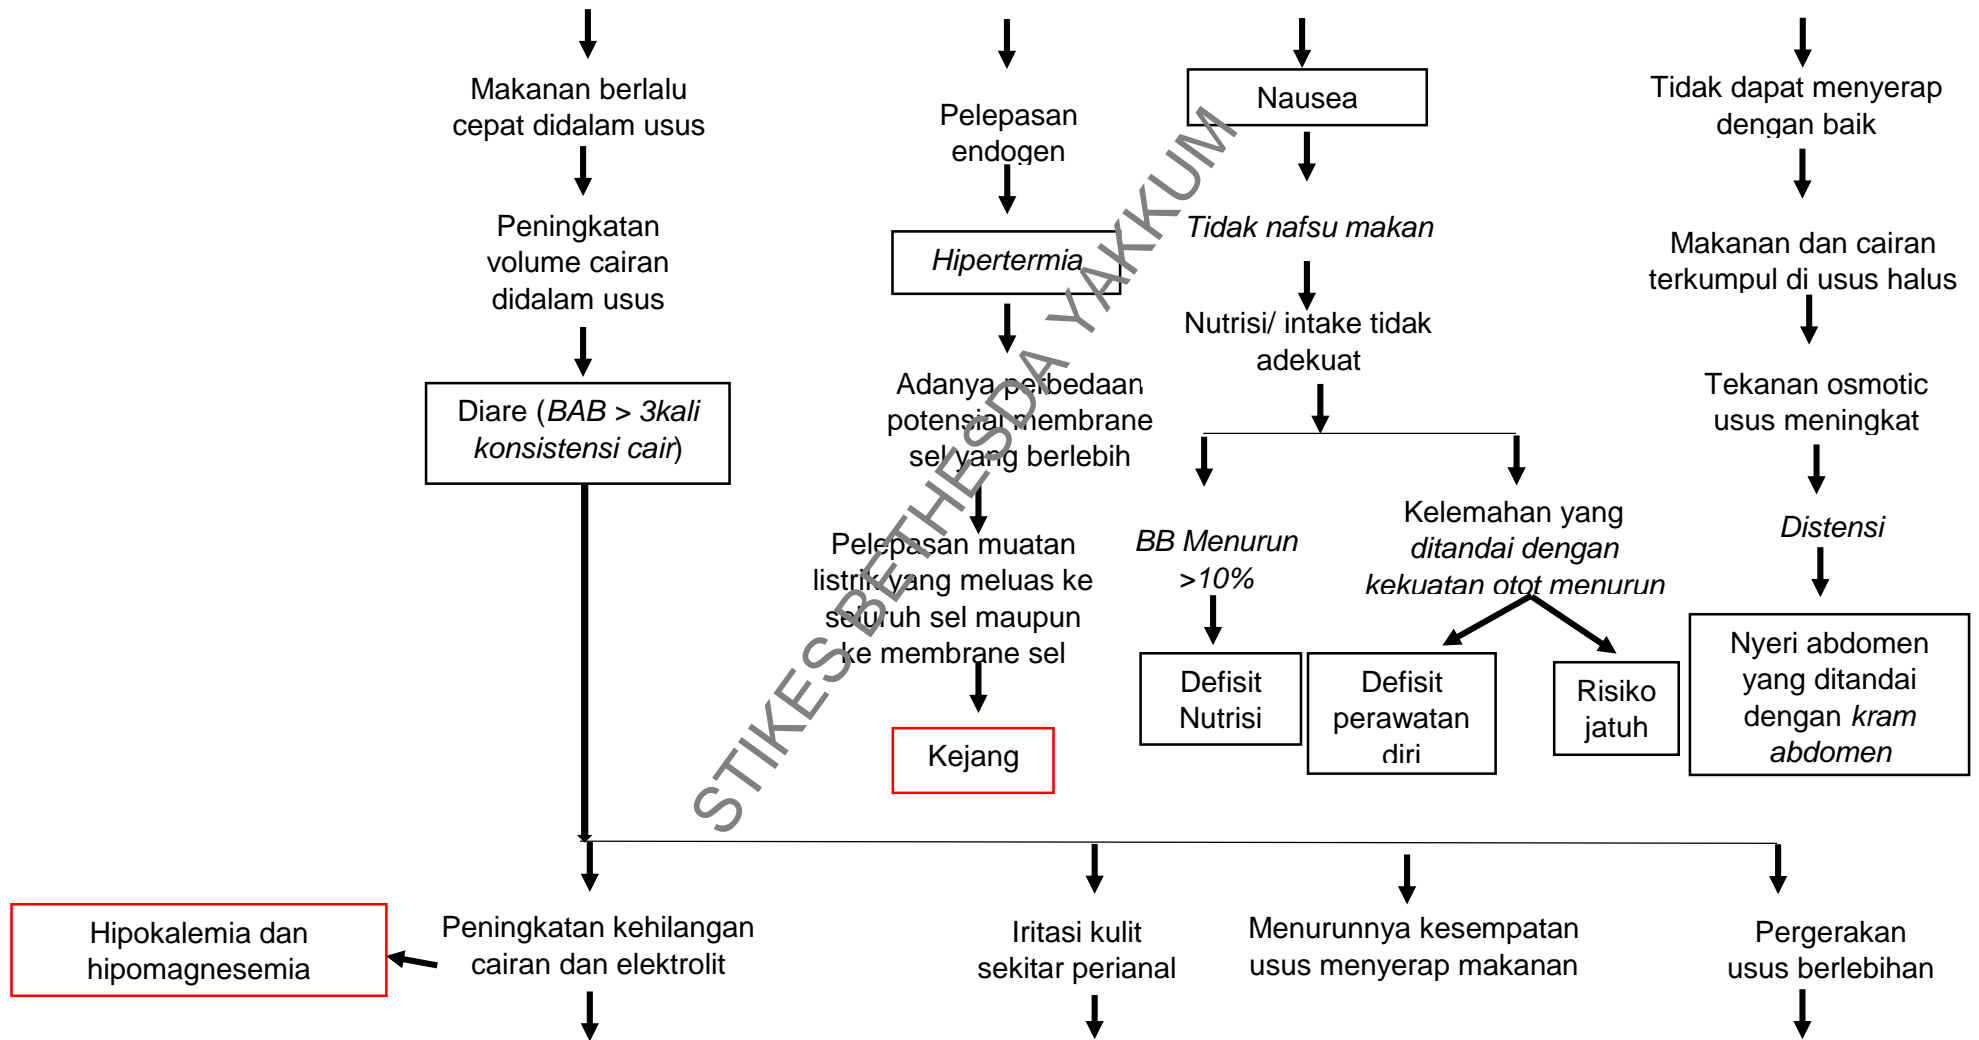 Makanan berlalu
cepat didalam usus
Peningkatan
volume cairan
didalam usus
Diare (BAB > 3kali
konsistensi cair)
Pelepasan
endogen
Hipertermia
Adanya perbedaan
potensial membrane
sel yang berlebih
Pelepasan muatan
listrik yang meluas ke
seluruh sel maupun
ke membrane sel
Kejang
Nausea
Tidak nafsu makan
Nutrisi/ intake tidak
adekuat
BB Menurun
>10%
Defisit
Nutrisi
Kelemahan yang
ditandai dengan
kekuatan otot menurun
Defisit
perawatan
diri
Risiko
jatuh
Tidak dapat menyerap
dengan baik
Makanan dan cairan
terkumpul di usus halus
Tekanan osmotic
usus meningkat
Distensi
Nyeri abdomen
yang ditandai
dengan kram
abdomen
Hipokalemia dan
hipomagnesemia
Peningkatan kehilangan
cairan dan elektrolit
Iritasi kulit
sekitar perianal
Menurunnya kesempatan
usus menyerap makanan
Pergerakan
usus berlebihan
STIKES BETHESDA YAKKUM